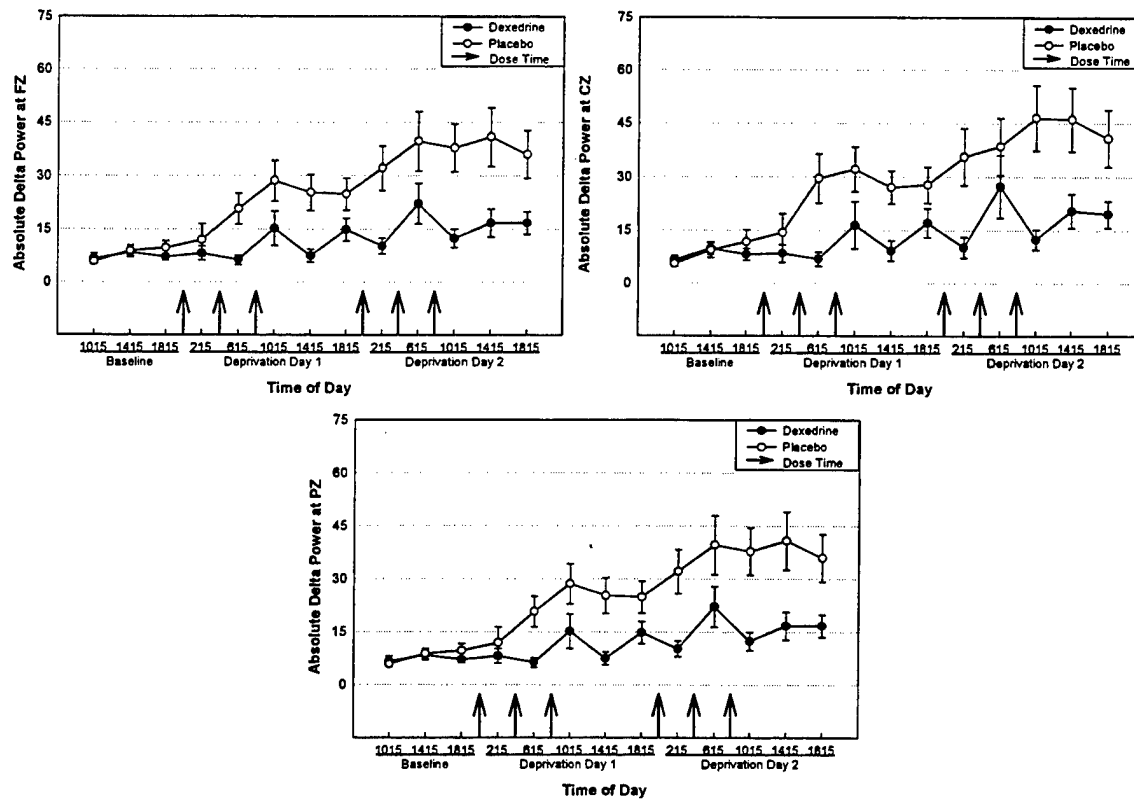 75
60
45
30
15
0
Absolute Delta Power at FZ
Dexedrine
Placebo
Dose Time
1015 1415 1815 215 615 1015 1415 1815 215 615 1015 1415 1815
Baseline Deprivation Day 1 Deprivation Day 2
Time of Day
75
60
45
30
15
0
Absolute Delta Power at CZ
Dexedrine
Placebo
Dose Time
1015 1415 1815 215 615 1015 1415 1815 215 615 1015 1415 1815
Baseline Deprivation Day 1 Deprivation Day 2
Time of Day
75
60
45
30
15
0
Absolute Delta Power at PZ
Dexedrine
Placebo
Dose Time
1015 1415 1815 215 615 1015 1415 1815 215 615 1015 1415 1815
Baseline Deprivation Day 1 Deprivation Day 2
Time of Day